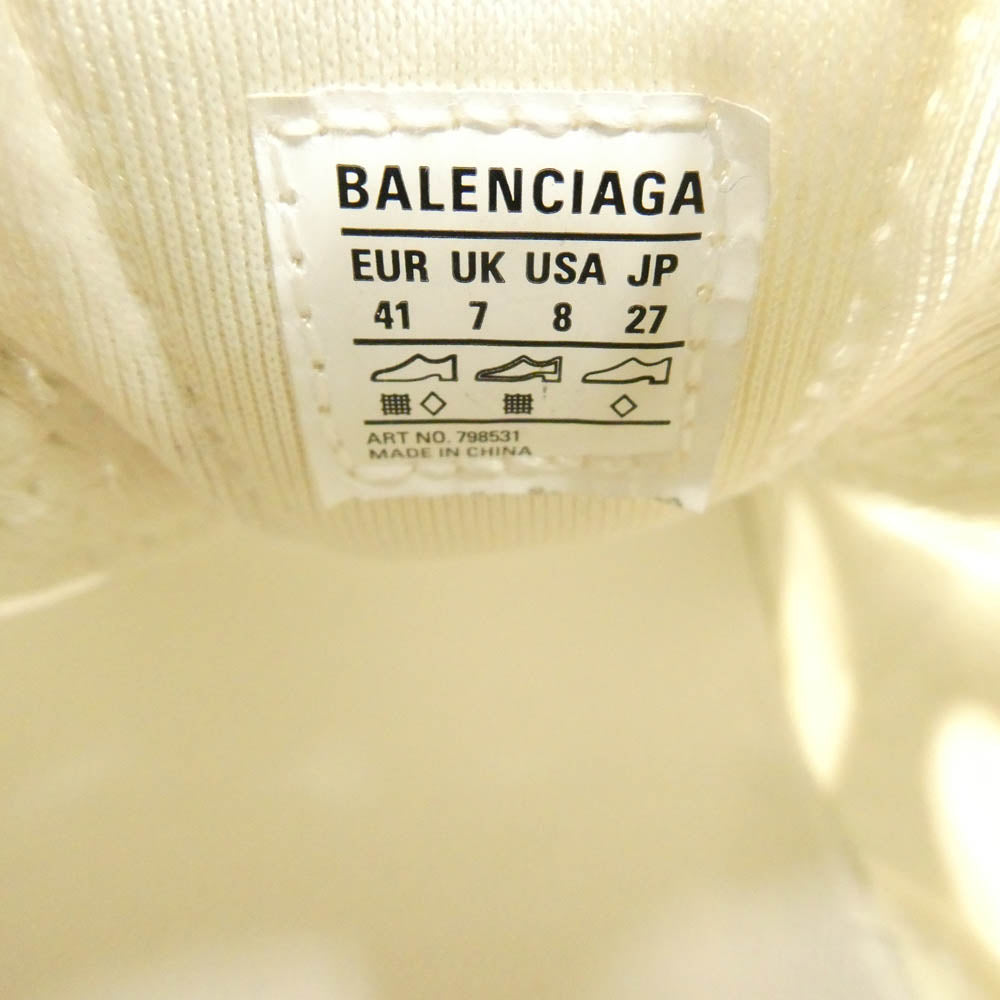 BALENCIAGA
EUR UK USA JP
41 7 8 27
ART NO. 798531
MADE IN CHINA